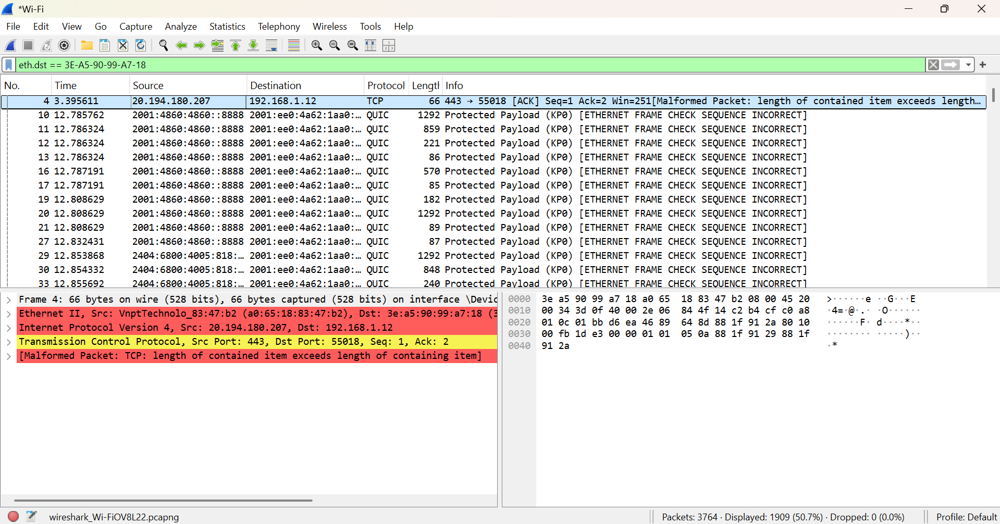 *Wi-Fi
File Edit View Go Capture Analyze Statistics Telephony Wireless Tools Help
eth.dst == 3E-A5-90-99-A7-18
No. Time Source Destination Protocol Length Info
4 3.395611 20.194.180.207 192.168.1.12 TCP 66 443 → 55018 [ACK] Seq=1 Ack=2 Win=251[Malformed Packet: length of contained item exceeds length…
10 12.785762 2001:4860:4860::8888 2001:ee0:4a62:1aa0:… QUIC 1292 Protected Payload (KP0) [ETHERNET FRAME CHECK SEQUENCE INCORRECT]
11 12.786324 2001:4860:4860::8888 2001:ee0:4a62:1aa0:… QUIC 859 Protected Payload (KP0) [ETHERNET FRAME CHECK SEQUENCE INCORRECT]
12 12.786324 2001:4860:4860::8888 2001:ee0:4a62:1aa0:… QUIC 221 Protected Payload (KP0) [ETHERNET FRAME CHECK SEQUENCE INCORRECT]
13 12.786324 2001:4860:4860::8888 2001:ee0:4a62:1aa0:… QUIC 86 Protected Payload (KP0) [ETHERNET FRAME CHECK SEQUENCE INCORRECT]
16 12.787191 2001:4860:4860::8888 2001:ee0:4a62:1aa0:… QUIC 570 Protected Payload (KP0) [ETHERNET FRAME CHECK SEQUENCE INCORRECT]
17 12.787191 2001:4860:4860::8888 2001:ee0:4a62:1aa0:… QUIC 85 Protected Payload (KP0) [ETHERNET FRAME CHECK SEQUENCE INCORRECT]
19 12.808629 2001:4860:4860::8888 2001:ee0:4a62:1aa0:… QUIC 182 Protected Payload (KP0) [ETHERNET FRAME CHECK SEQUENCE INCORRECT]
20 12.808629 2001:4860:4860::8888 2001:ee0:4a62:1aa0:… QUIC 1292 Protected Payload (KP0) [ETHERNET FRAME CHECK SEQUENCE INCORRECT]
21 12.808629 2001:4860:4860::8888 2001:ee0:4a62:1aa0:… QUIC 89 Protected Payload (KP0) [ETHERNET FRAME CHECK SEQUENCE INCORRECT]
27 12.832431 2001:4860:4860::8888 2001:ee0:4a62:1aa0:… QUIC 87 Protected Payload (KP0) [ETHERNET FRAME CHECK SEQUENCE INCORRECT]
29 12.853868 2404:6800:4005:818:… 2001:ee0:4a62:1aa0:… QUIC 1292 Protected Payload (KP0) [ETHERNET FRAME CHECK SEQUENCE INCORRECT]
30 12.854332 2404:6800:4005:818:… 2001:ee0:4a62:1aa0:… QUIC 848 Protected Payload (KP0) [ETHERNET FRAME CHECK SEQUENCE INCORRECT]
33 12.855692 2404:6800:4005:818:… 2001:ee0:4a62:1aa0:… QUIC 240 Protected Payload (KP0) [ETHERNET FRAME CHECK SEQUENCE INCORRECT]
Frame 4: 66 bytes on wire (528 bits), 66 bytes captured (528 bits) on interface \Devic
Ethernet II, Src: VnptTechnolo_83:47:b2 (a0:65:18:83:47:b2), Dst: 3e:a5:90:99:a7:18 (3
Internet Protocol Version 4, Src: 20.194.180.207, Dst: 192.168.1.12
Transmission Control Protocol, Src Port: 443, Dst Port: 55018, Seq: 1, Ack: 2
[Malformed Packet: TCP: length of contained item exceeds length of containing item]
0000 3e a5 90 99 a7 18 a0 65 18 83 47 b2 08 00 45 20 >······e ··G···E
0010 00 34 3d 0f 40 00 2e 06 84 4f 14 c2 b4 cf c0 a8 ·4=·@·.· ·O······
0020 01 0c 01 bb d6 ea 46 89 64 8d 88 1f 91 2a 80 10 ······F· d····*··
0030 00 fb 1d e3 00 00 01 01 05 0a 88 1f 91 29 88 1f ········ ·····)··
0040 91 2a ·*
wireshark_Wi-FiOV8L22.pcapng
Packets: 3764 · Displayed: 1909 (50.7%) · Dropped: 0 (0.0%)
Profile: Default